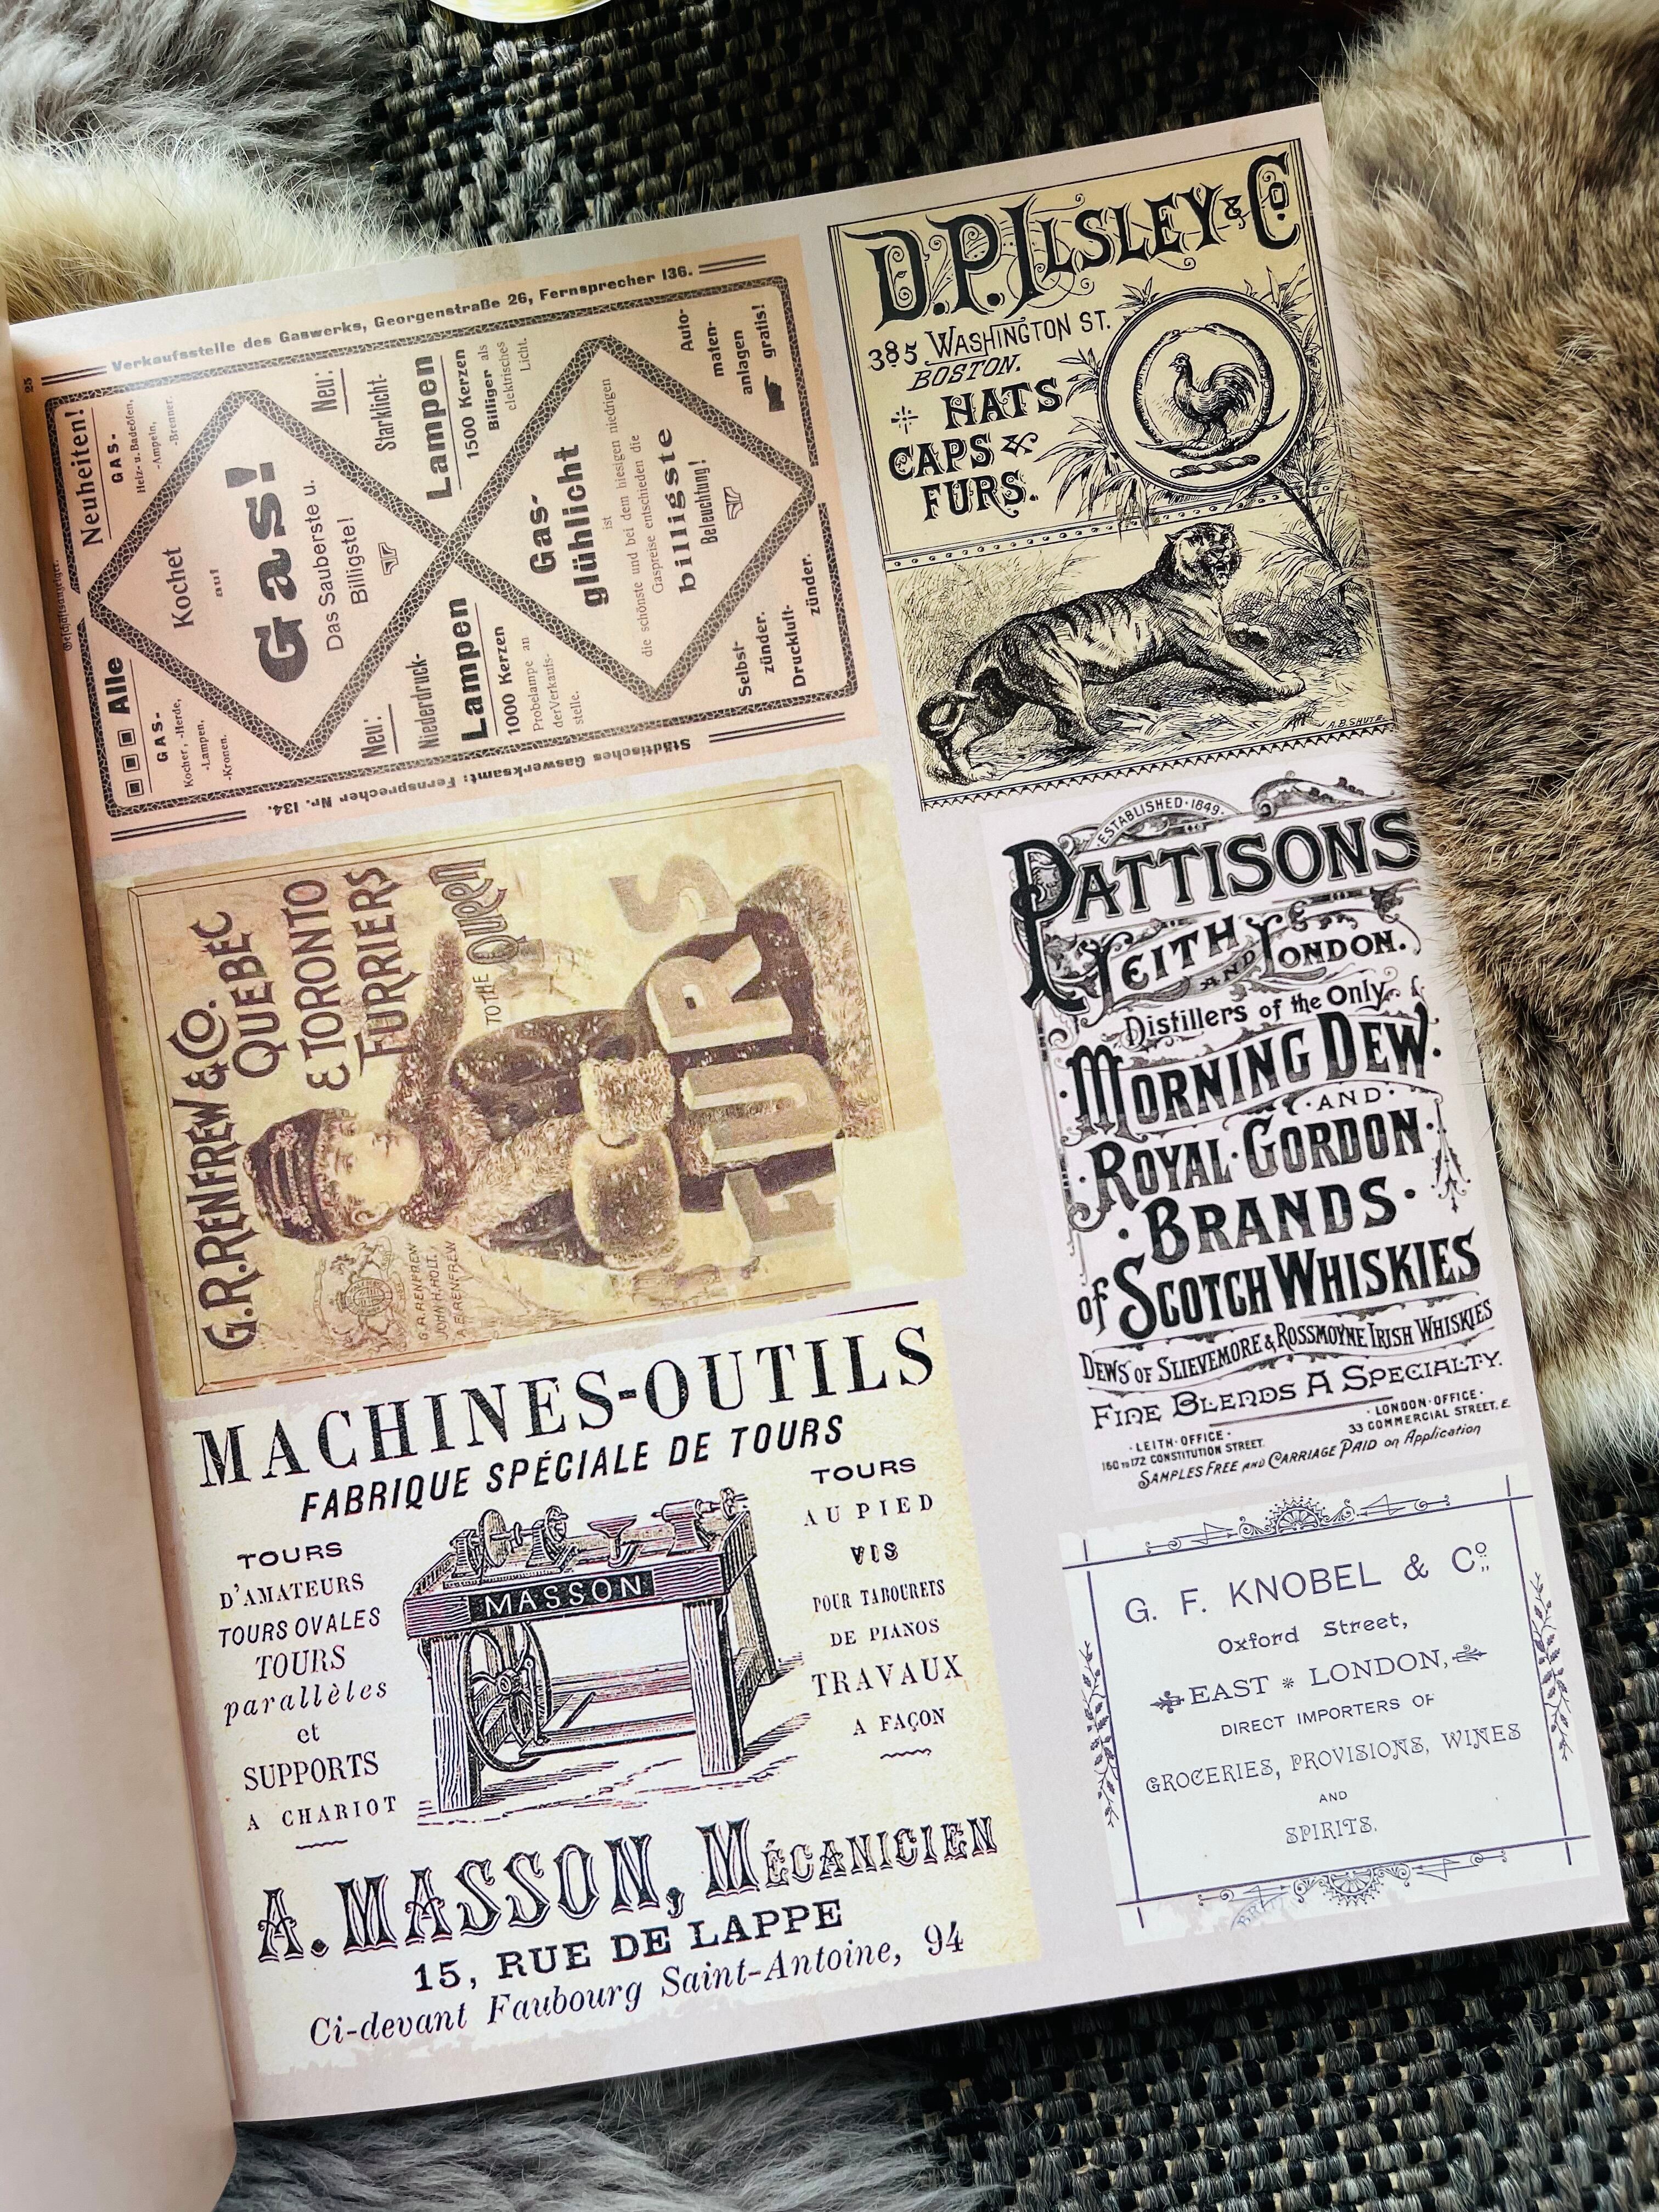 25
Geschäftsanzeiger.
Verkaufsstelle des Gaswerks, Georgenstraße 26, Fernsprecher 136.
Alle
GAS-
Kocher, -Herde,
-Lampen,
-Kronen.
Neuheiten!
GAS-
Heiz- u. Badeöfen,
-Ampeln,
-Brenner.
Kochet
auf
Gas!
Das Sauberste u.
Billigste!
Neu:
Niederdruck-
Lampen
1000 Kerzen
Probelampe an
der Verkaufs-
stelle.
Neu:
Starklicht-
Lampen
1500 Kerzen
Billiger als
elektrisches
Licht.
Gas-
glühlicht
ist
die schönste und bei dem hiesigen niedrigen
Gaspreise entschieden die
billigste
Beleuchtung!
Selbst-
zünder.
Druckluft-
zünder.
Auto-
maten-
anlagen
gratis!
Städtisches Gaswerksamt: Fernsprecher Nr. 134.
D.P. ILSLEY & CO
385 WASHINGTON ST.
BOSTON.
HATS
CAPS &
FURS.
A.B.SHUTE.
G.R.RENFREW & CO.
QUEBEC
& TORONTO
FURRIERS
TO THE QUEEN
G.R.RENFREW
JOHN H.HOLT.
A.E.RENFREW
FURS
ESTABLISHED·1849·
PATTISONS
LEITH AND LONDON.
Distillers of the Only
·MORNING DEW·
·AND·
·ROYAL·GORDON·
·BRANDS·
of SCOTCH WHISKIES
DEWS OF SLIEVEMORE & ROSSMOYNE IRISH WHISKIES
FINE BLENDS A SPECIALTY.
·LEITH·OFFICE·
160 TO 172 CONSTITUTION STREET.
·LONDON·OFFICE·
33 COMMERCIAL STREET, E.
SAMPLES FREE AND CARRIAGE PAID on Application
MACHINES-OUTILS
FABRIQUE SPÉCIALE DE TOURS
TOURS
D'AMATEURS
TOURS OVALES
TOURS
parallèles
et
SUPPORTS
A CHARIOT
MASSON
TOURS
AU PIED
VIS
POUR TABOURETS
DE PIANOS
TRAVAUX
A FAÇON
A. MASSON, MÉCANICIEN
15, RUE DE LAPPE
Ci-devant Faubourg Saint-Antoine, 94
G. F. KNOBEL & Co.,
Oxford Street,
EAST * LONDON,
DIRECT IMPORTERS OF
GROCERIES, PROVISIONS, WINES
AND
SPIRITS.